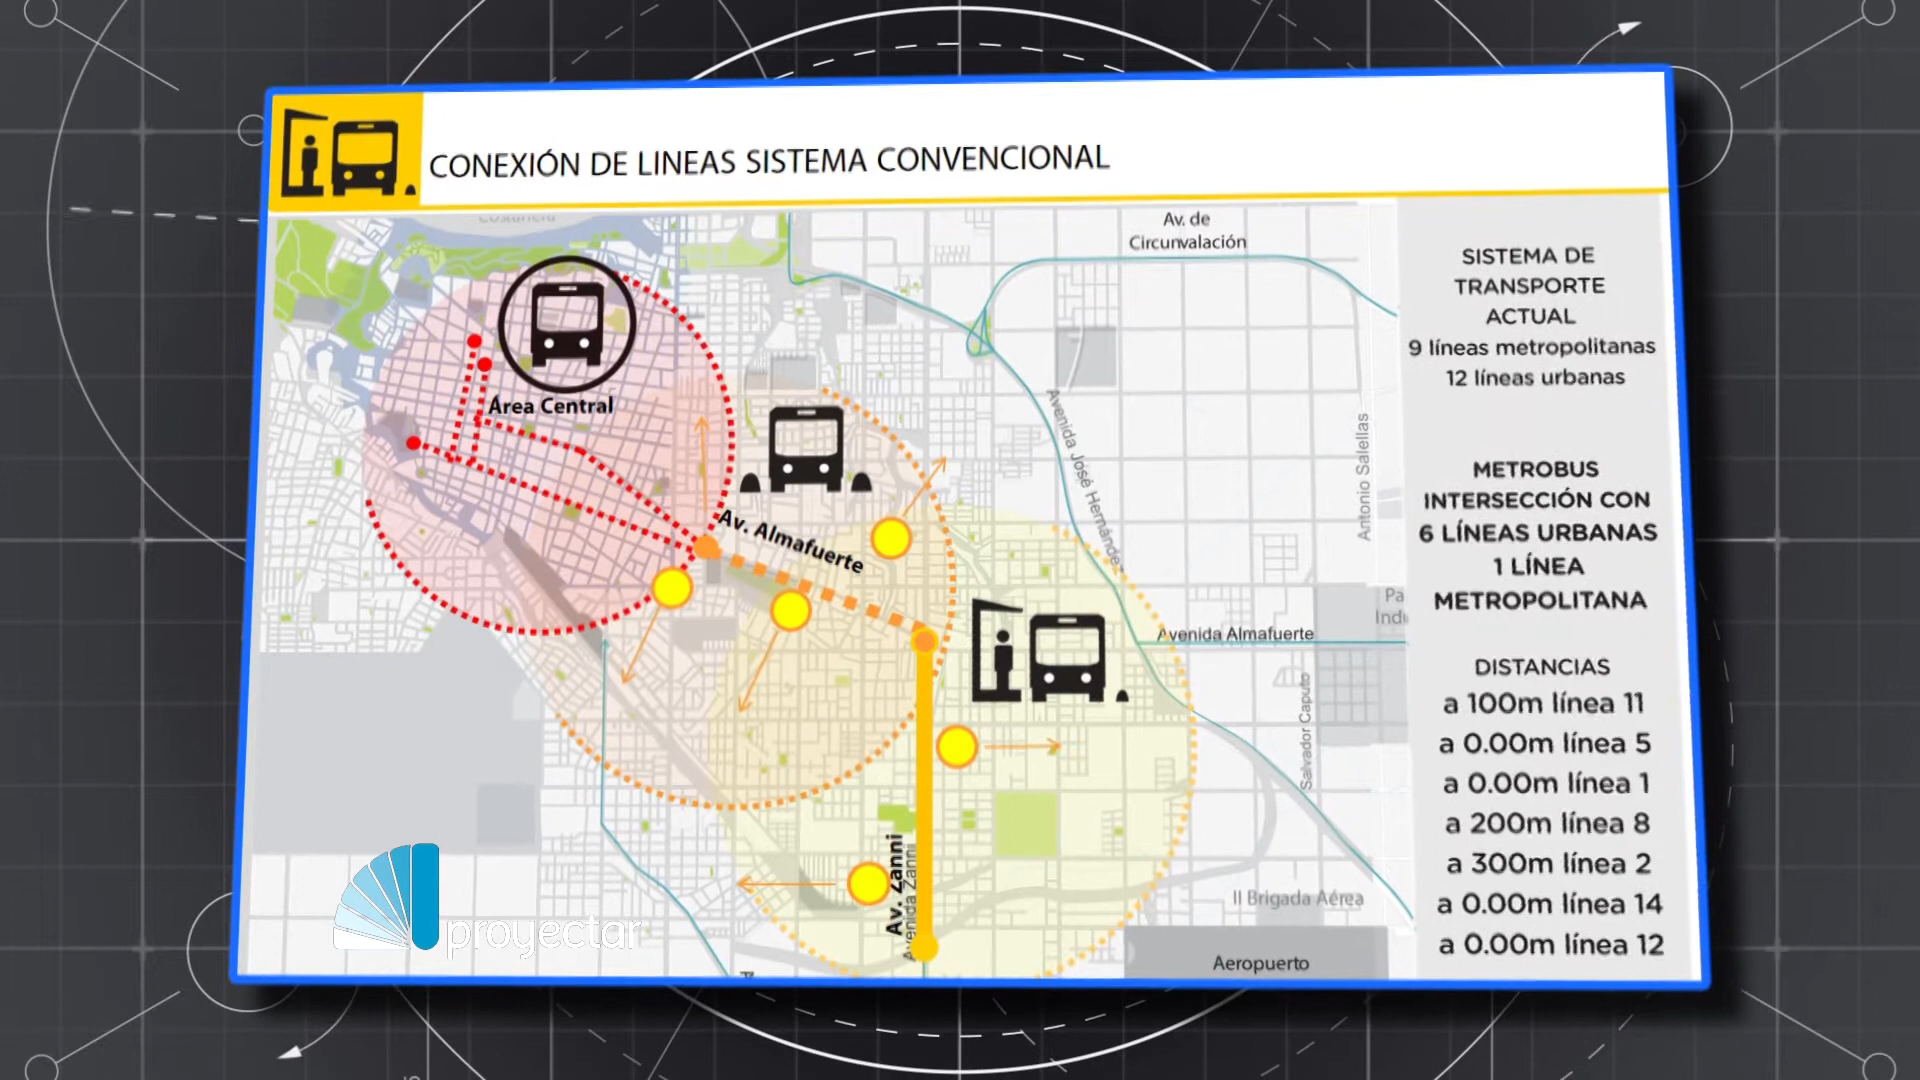 CONEXIÓN DE LINEAS SISTEMA CONVENCIONAL
Costanera
Av. de
Circunvalación
Área Central
Av. Almafuerte
Avenida José Hernández
Antonio Salellas
Avenida Almafuerte
Salvador Caputo
Av. Zanni
Avenida Zanni
II Brigada Aérea
Aeropuerto
proyectar
SISTEMA DE
TRANSPORTE
ACTUAL
9 líneas metropolitanas
12 líneas urbanas
METROBUS
INTERSECCIÓN CON
6 LÍNEAS URBANAS
1 LÍNEA
METROPOLITANA
DISTANCIAS
a 100m línea 11
a 0.00m línea 5
a 0.00m línea 1
a 200m línea 8
a 300m línea 2
a 0.00m línea 14
a 0.00m línea 12